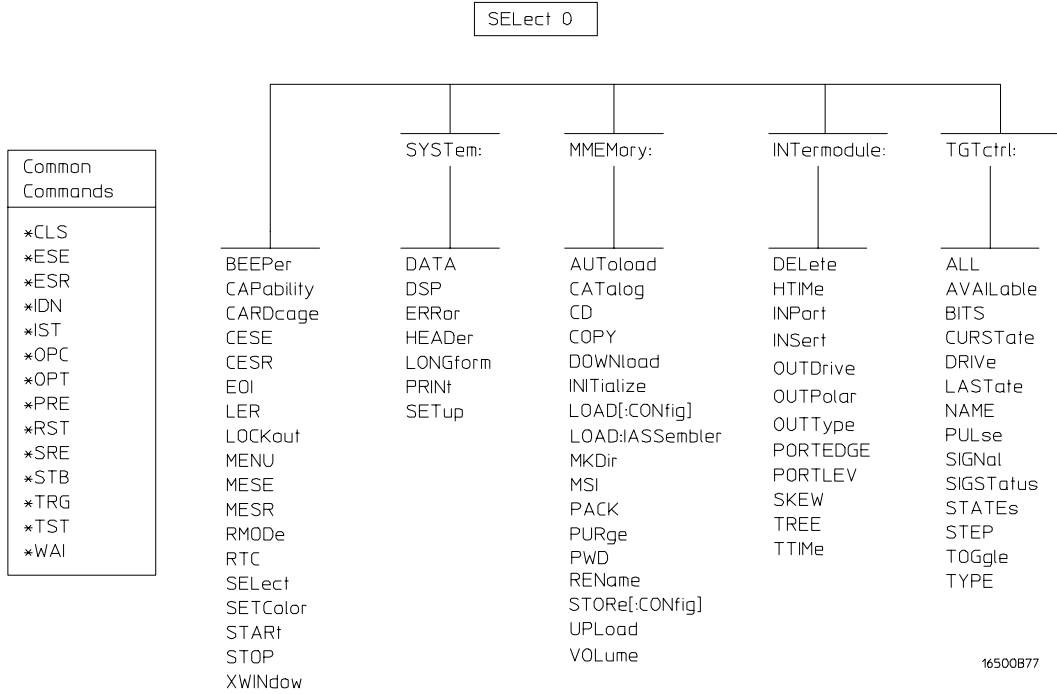 SELect 0
Common
Commands
*CLS
*ESE
*ESR
*IDN
*IST
*OPC
*OPT
*PRE
*RST
*SRE
*STB
*TRG
*TST
*WAI
BEEPer
CAPability
CARDcage
CESE
CESR
EOI
LER
LOCKout
MENU
MESE
MESR
RMODe
RTC
SELect
SETColor
STARt
STOP
XWINdow
SYSTem:
DATA
DSP
ERRor
HEADer
LONGform
PRINt
SETup
MMEMory:
AUToload
CATalog
CD
COPY
DOWNload
INITialize
LOAD[:CONfig]
LOAD:IASSembler
MKDir
MSI
PACK
PURge
PWD
REName
STORe[:CONfig]
UPLoad
VOLume
INTermodule:
DELete
HTIMe
INPort
INSert
OUTDrive
OUTPolar
OUTType
PORTEDGE
PORTLEV
SKEW
TREE
TTIMe
TGTctrl:
ALL
AVAILable
BITS
CURSTate
DRIVe
LASTate
NAME
PULse
SIGNal
SIGSTatus
STATEs
STEP
TOGgle
TYPE
16500B77